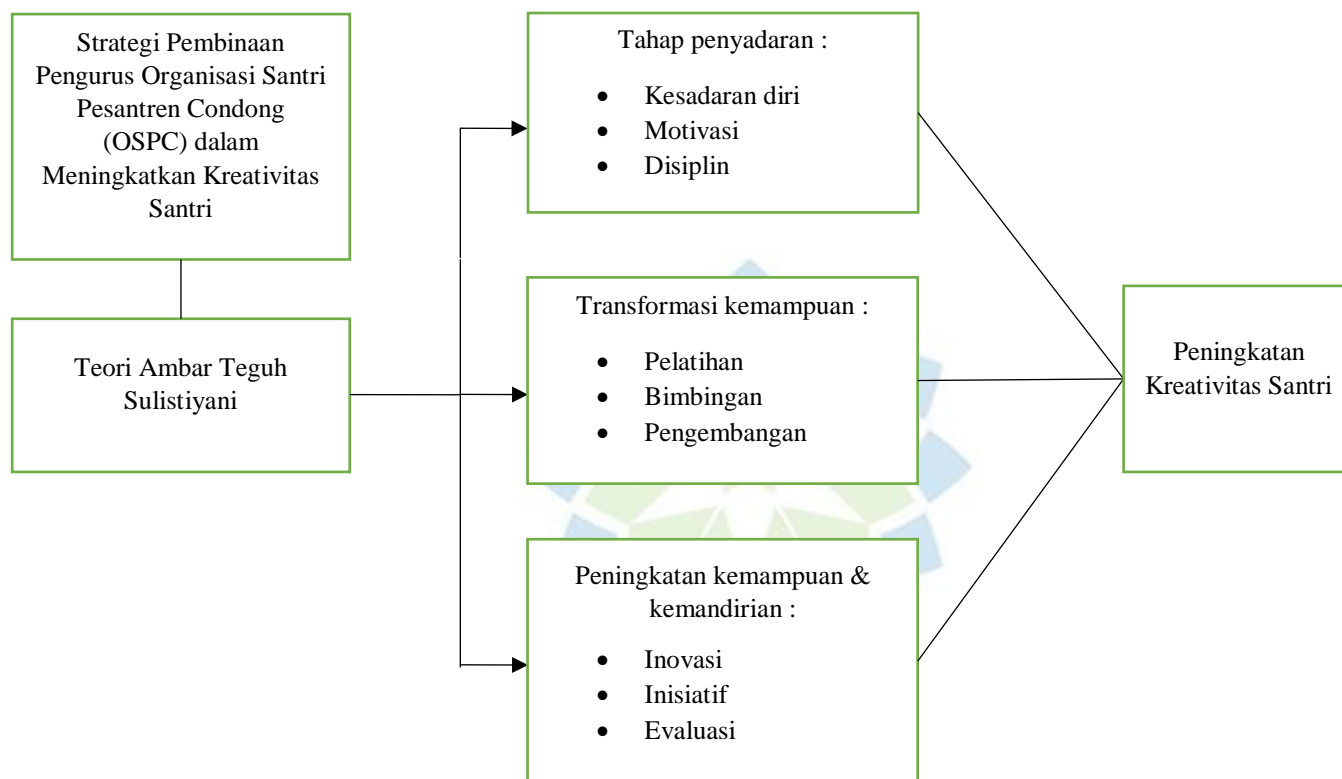 Strategi Pembinaan
Pengurus Organisasi Santri
Pesantren Condong
(OSPC) dalam
Meningkatkan Kreativitas
Santri
Teori Ambar Teguh
Sulistiyani
Tahap penyadaran :
• Kesadaran diri
• Motivasi
• Disiplin
Transformasi kemampuan :
• Pelatihan
• Bimbingan
• Pengembangan
Peningkatan kemampuan &
kemandirian :
• Inovasi
• Inisiatif
• Evaluasi
Peningkatan
Kreativitas Santri